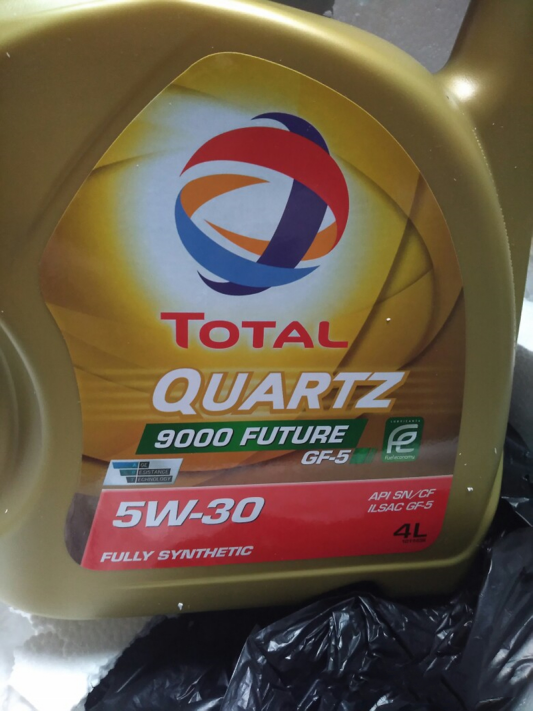 TOTAL
QUARTZ
9000 FUTURE
GF-5
5W-30
API SN/CF
ILSAC GF-5
FULLY SYNTHETIC
4L